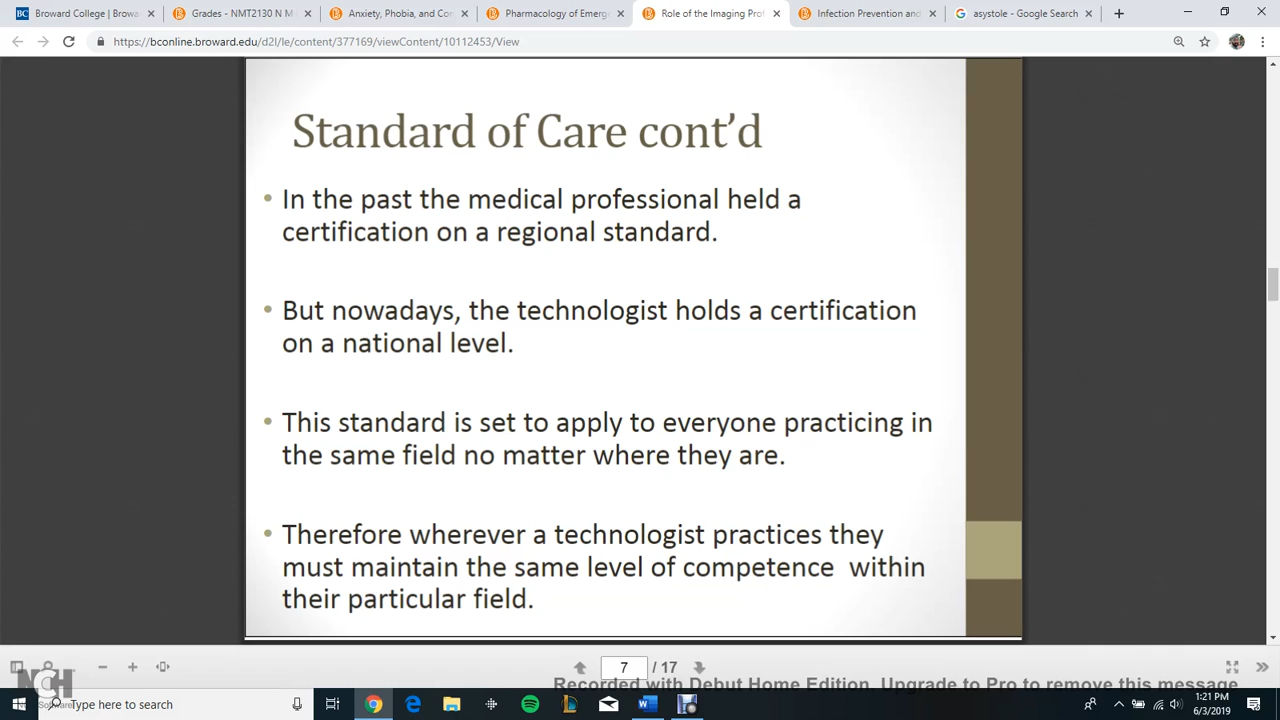 BC Broward College | Browa
Grades - NMT2130 N M
Anxiety, Phobia, and Con
Pharmacology of Emerge
Role of the Imaging Prof
Infection Prevention and
G asystole - Google Search
https://bconline.broward.edu/d2l/le/content/377169/viewContent/10112453/View
Standard of Care cont’d
• In the past the medical professional held a
certification on a regional standard.
• But nowadays, the technologist holds a certification
on a national level.
• This standard is set to apply to everyone practicing in
the same field no matter where they are.
• Therefore wherever a technologist practices they
must maintain the same level of competence within
their particular field.
7 / 17
NCH
Software
Recorded with Debut Home Edition. Upgrade to Pro to remove this message
Type here to search
1:21 PM
6/3/2019